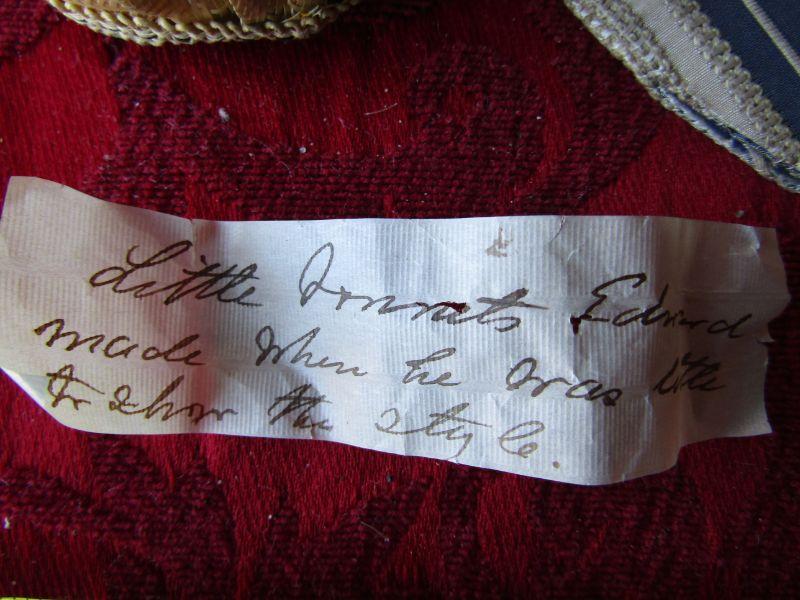 Little bonnets Edward
made when he was little
to show the style.